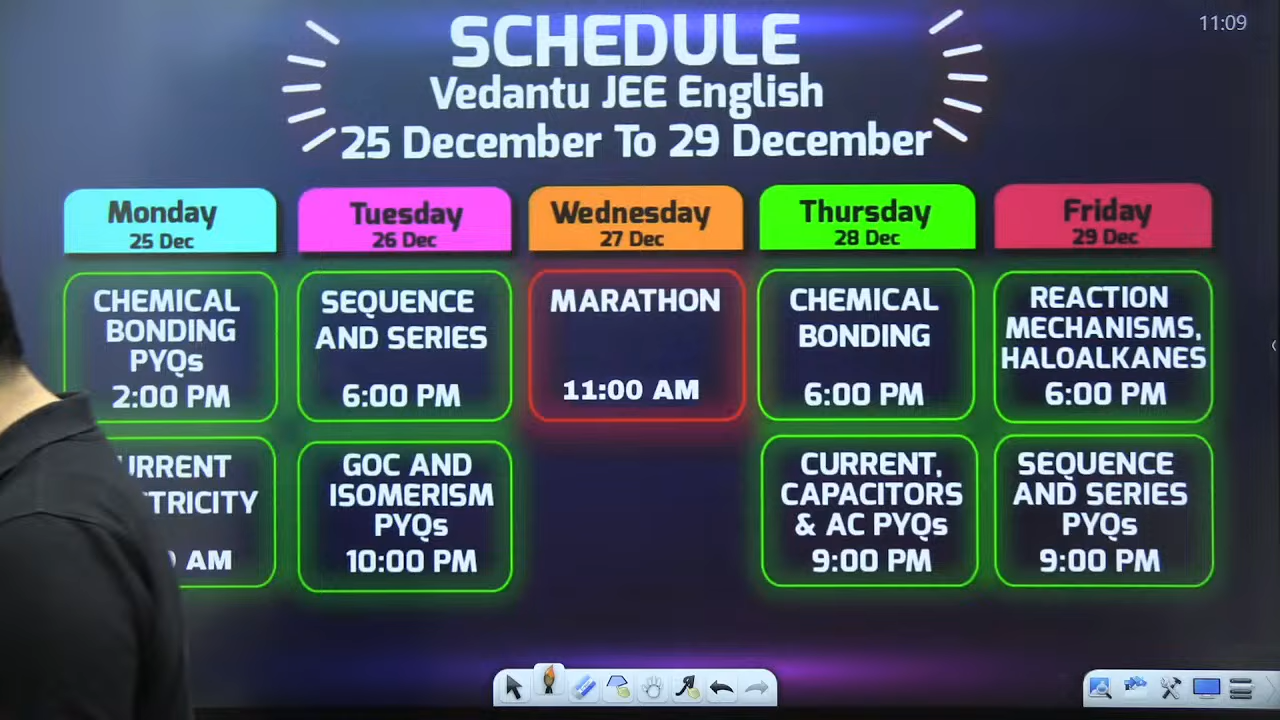 11:09
SCHEDULE
Vedantu JEE English
25 December To 29 December
Monday
25 Dec
Tuesday
26 Dec
Wednesday
27 Dec
Thursday
28 Dec
Friday
29 Dec
CHEMICAL
BONDING
PYQs
2:00 PM
SEQUENCE
AND SERIES
6:00 PM
MARATHON
11:00 AM
CHEMICAL
BONDING
6:00 PM
REACTION
MECHANISMS,
HALOALKANES
6:00 PM
AM
GOC AND
ISOMERISM
PYQs
10:00 PM
CURRENT,
CAPACITORS
& AC PYQs
9:00 PM
SEQUENCE
AND SERIES
PYQs
9:00 PM